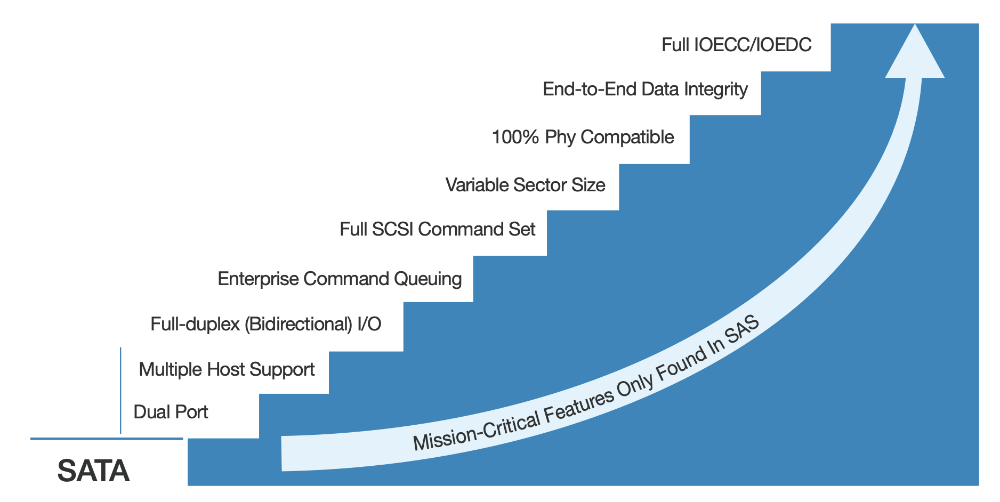 Full IOECC/IOEDC
End-to-End Data Integrity
100% Phy Compatible
Variable Sector Size
Full SCSI Command Set
Enterprise Command Queuing
Full-duplex (Bidirectional) I/O
Multiple Host Support
Dual Port
SATA
Mission-Critical Features Only Found In SAS